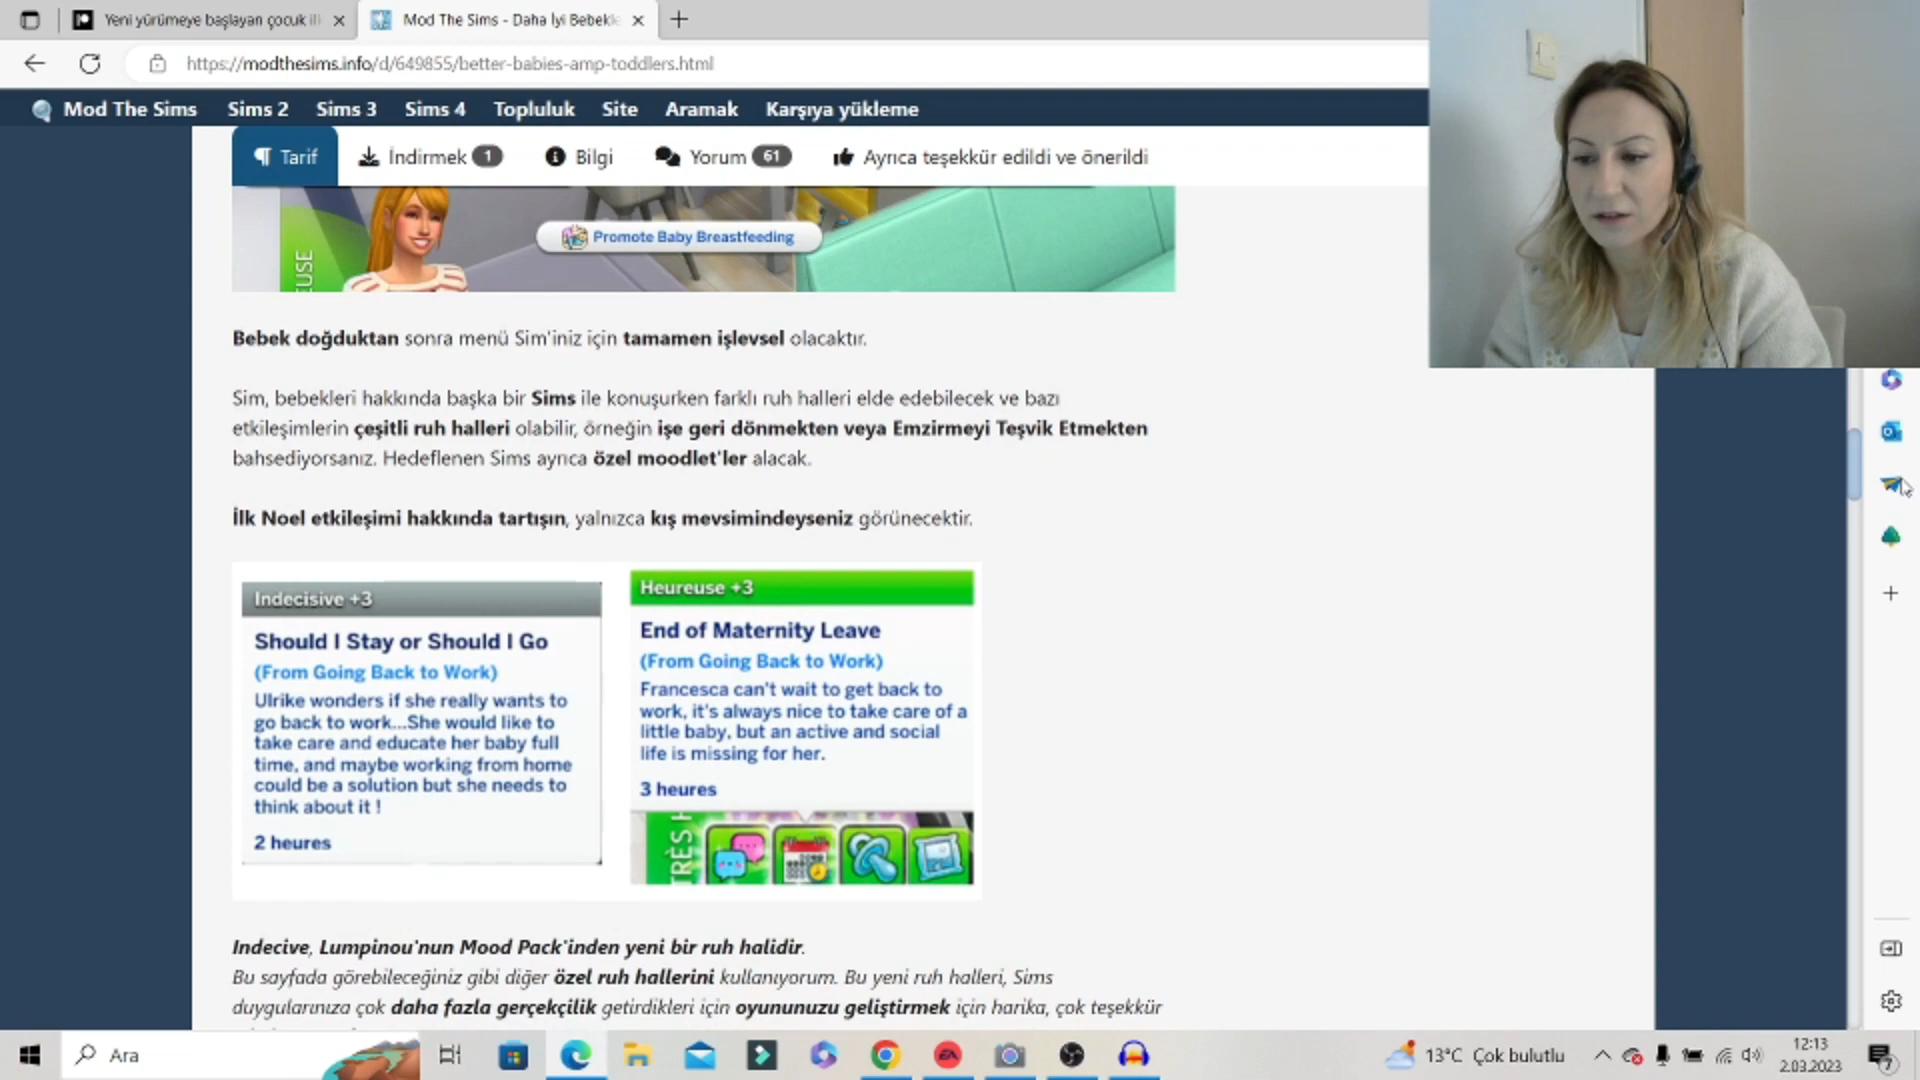 Yeni yürümeye başlayan çocuk ili
Mod The Sims - Daha İyi Bebekle
https://modthesims.info/d/649855/better-babies-amp-toddlers.html
Mod The Sims Sims 2 Sims 3 Sims 4 Topluluk Site Aramak Karşıya yükleme
Tarif İndirmek 1 Bilgi Yorum 61 Ayrıca teşekkür edildi ve önerildi
Promote Baby Breastfeeding
EUSE
Bebek doğduktan sonra menü Sim'iniz için tamamen işlevsel olacaktır.
Sim, bebekleri hakkında başka bir Sims ile konuşurken farklı ruh halleri elde edebilecek ve bazı
etkileşimlerin çeşitli ruh halleri olabilir, örneğin işe geri dönmekten veya Emzirmeyi Teşvik Etmekten
bahsediyorsanız. Hedeflenen Sims ayrıca özel moodlet'ler alacak.
İlk Noel etkileşimi hakkında tartışın, yalnızca kış mevsimindeyseniz görünecektir.
Indecisive +3
Should I Stay or Should I Go
(From Going Back to Work)
Ulrike wonders if she really wants to
go back to work...She would like to
take care and educate her baby full
time, and maybe working from home
could be a solution but she needs to
think about it !
2 heures
Heureuse +3
End of Maternity Leave
(From Going Back to Work)
Francesca can't wait to get back to
work, it's always nice to take care of a
little baby, but an active and social
life is missing for her.
3 heures
TRÈS H
Indecive, Lumpinou'nun Mood Pack'inden yeni bir ruh halidir.
Bu sayfada görebileceğiniz gibi diğer özel ruh hallerini kullanıyorum. Bu yeni ruh halleri, Sims
duygularınıza çok daha fazla gerçekçilik getirdikleri için oyununuzu geliştirmek için harika, çok teşekkür
Ara
EA
13°C Çok bulutlu
12:13
2.03.2023
7